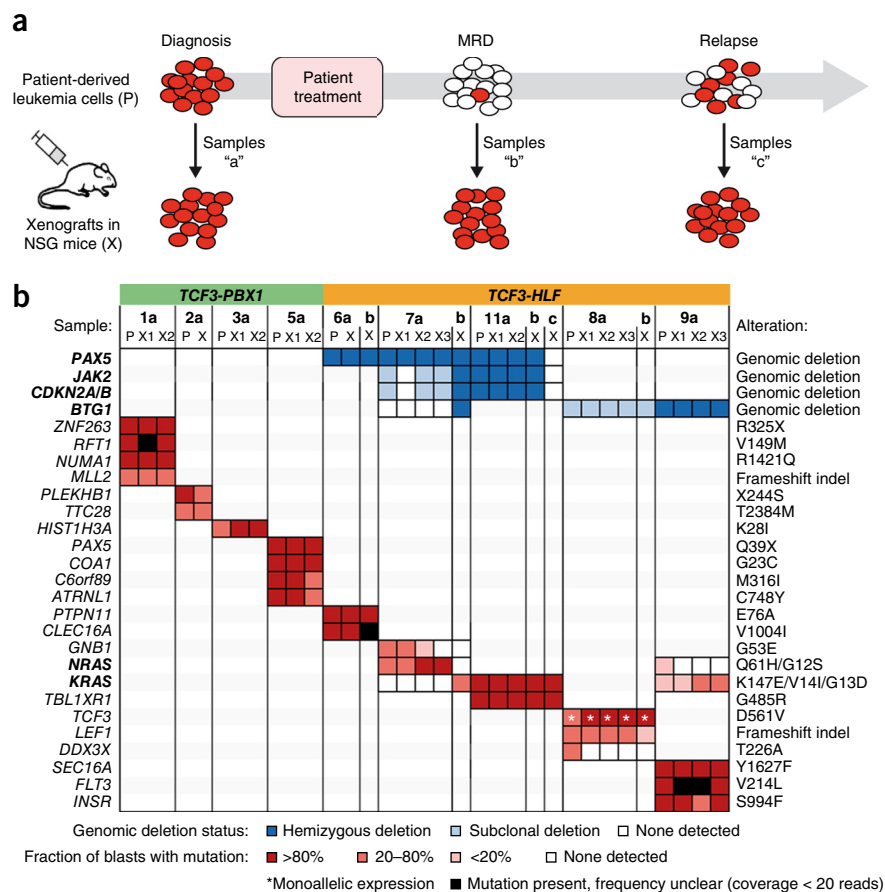 a
Diagnosis
MRD
Relapse
Patient-derived
leukemia cells (P)
Patient
treatment
Samples
"a"
Samples
"b"
Samples
"c"
Xenografts in
NSG mice (X)
b
TCF3-PBX1
TCF3-HLF
Sample:
1a 2a 3a 5a 6a b 7a b 11a b c 8a b 9a
Alteration:
P X1 X2 P X P X1 X2 P X1 X2 P X X P X1 X2 X3 X P X1 X2 X X P X1 X2 X3 X P X1 X2 X3
PAX5 Genomic deletion
JAK2 Genomic deletion
CDKN2A/B Genomic deletion
BTG1 Genomic deletion
ZNF263 R325X
RFT1 V149M
NUMA1 R1421Q
MLL2 Frameshift indel
PLEKHB1 X244S
TTC28 T2384M
HIST1H3A K28I
PAX5 Q39X
COA1 G23C
C6orf89 M316I
ATRNL1 C748Y
PTPN11 E76A
CLEC16A V1004I
GNB1 G53E
NRAS Q61H/G12S
KRAS K147E/V14I/G13D
TBL1XR1 G485R
TCF3 * * * * * D561V
LEF1 Frameshift indel
DDX3X T226A
SEC16A Y1627F
FLT3 V214L
INSR S994F
Genomic deletion status: Hemizygous deletion Subclonal deletion None detected
Fraction of blasts with mutation: >80% 20–80% <20% None detected
*Monoallelic expression Mutation present, frequency unclear (coverage < 20 reads)